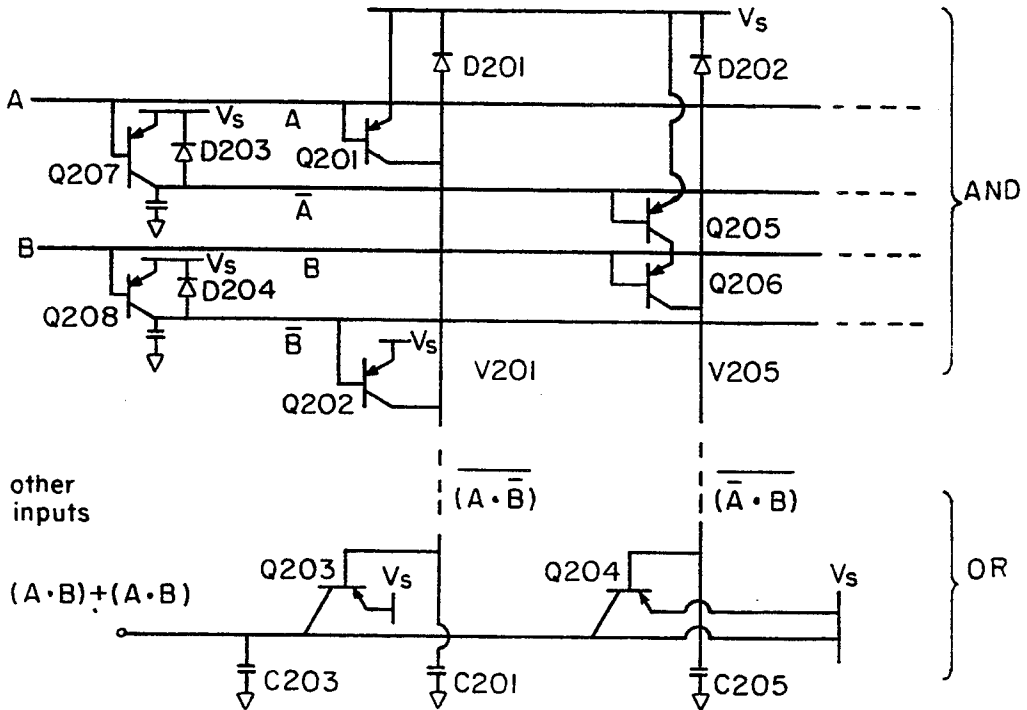 Vs
D201
D202
A
Vs
A
D203
Q201
Q207
A̅
Q205
AND
B
Vs
B
D204
Q206
Q208
B̅
Vs
V201
V205
Q202
other
inputs
(A·B̅)̅
(A̅·B)̅
Q203
Vs
Q204
Vs
OR
(A·B)+(A·B)
C203
C201
C205